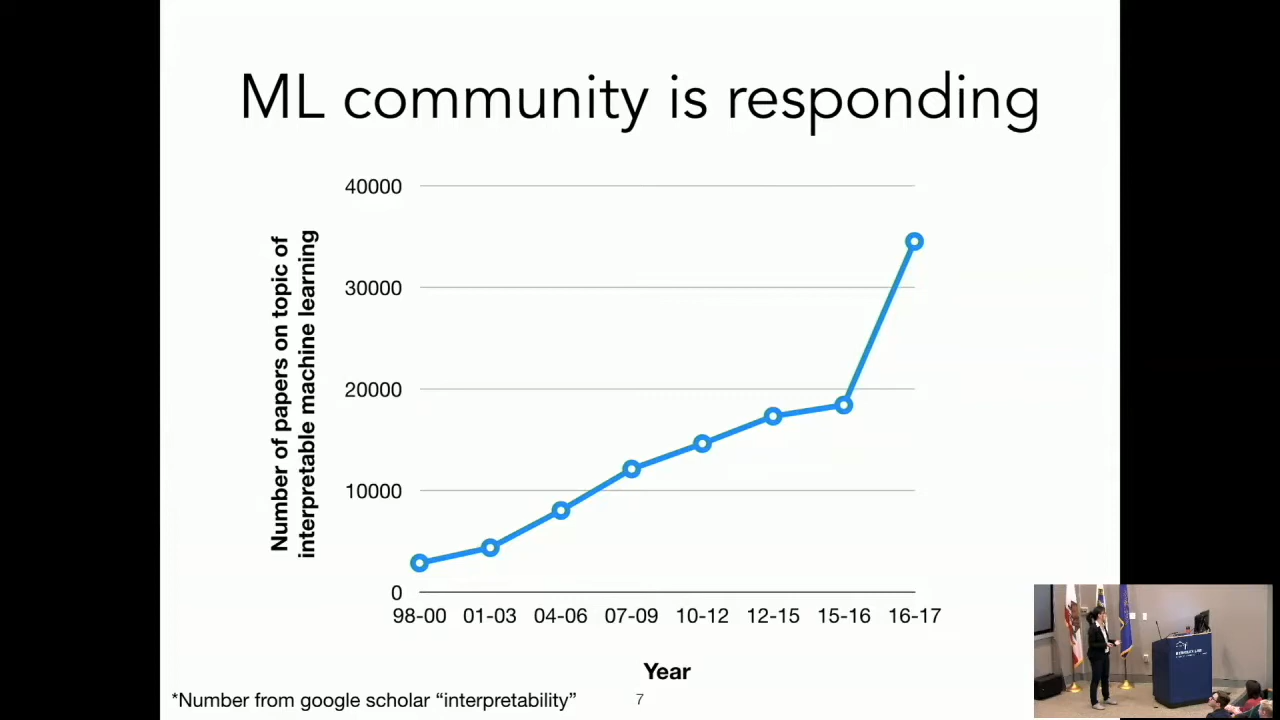 ML community is responding
Number of papers on topic of
interpretable machine learning
40000
30000
20000
10000
0
98-00 01-03 04-06 07-09 10-12 12-15 15-16 16-17
Year
*Number from google scholar “interpretability”
7
BERKELEY LAB